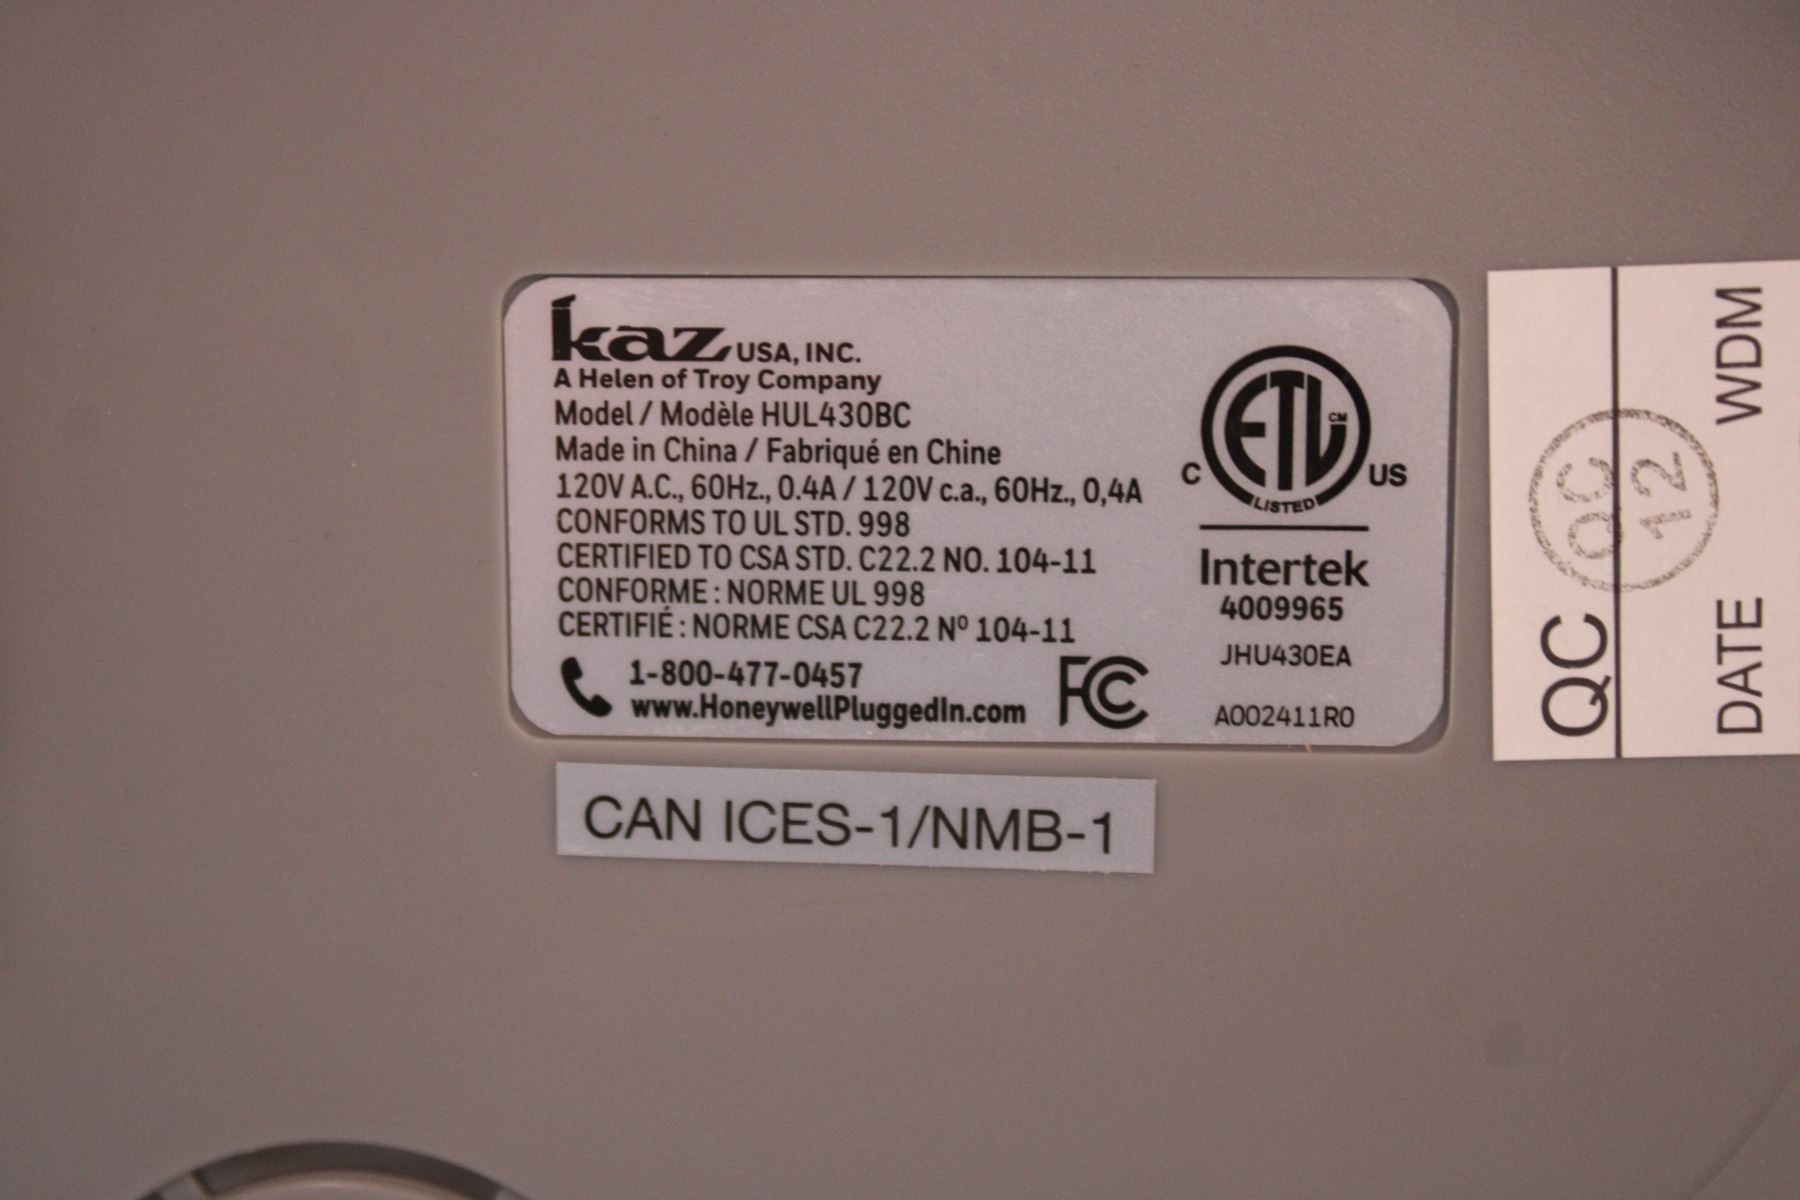 kaz USA, INC.
A Helen of Troy Company
Model / Modèle HUL430BC
Made in China / Fabriqué en Chine
120V A.C., 60Hz., 0.4A / 120V c.a., 60Hz., 0,4A
CONFORMS TO UL STD. 998
CERTIFIED TO CSA STD. C22.2 NO. 104-11
CONFORME : NORME UL 998
CERTIFIÉ : NORME CSA C22.2 Nº 104-11
1-800-477-0457
www.HoneywellPluggedIn.com
FC
ETL CM
C US
LISTED
Intertek
4009965
JHU430EA
A002411R0
CAN ICES-1/NMB-1
QC
QC
12
DATE WDM